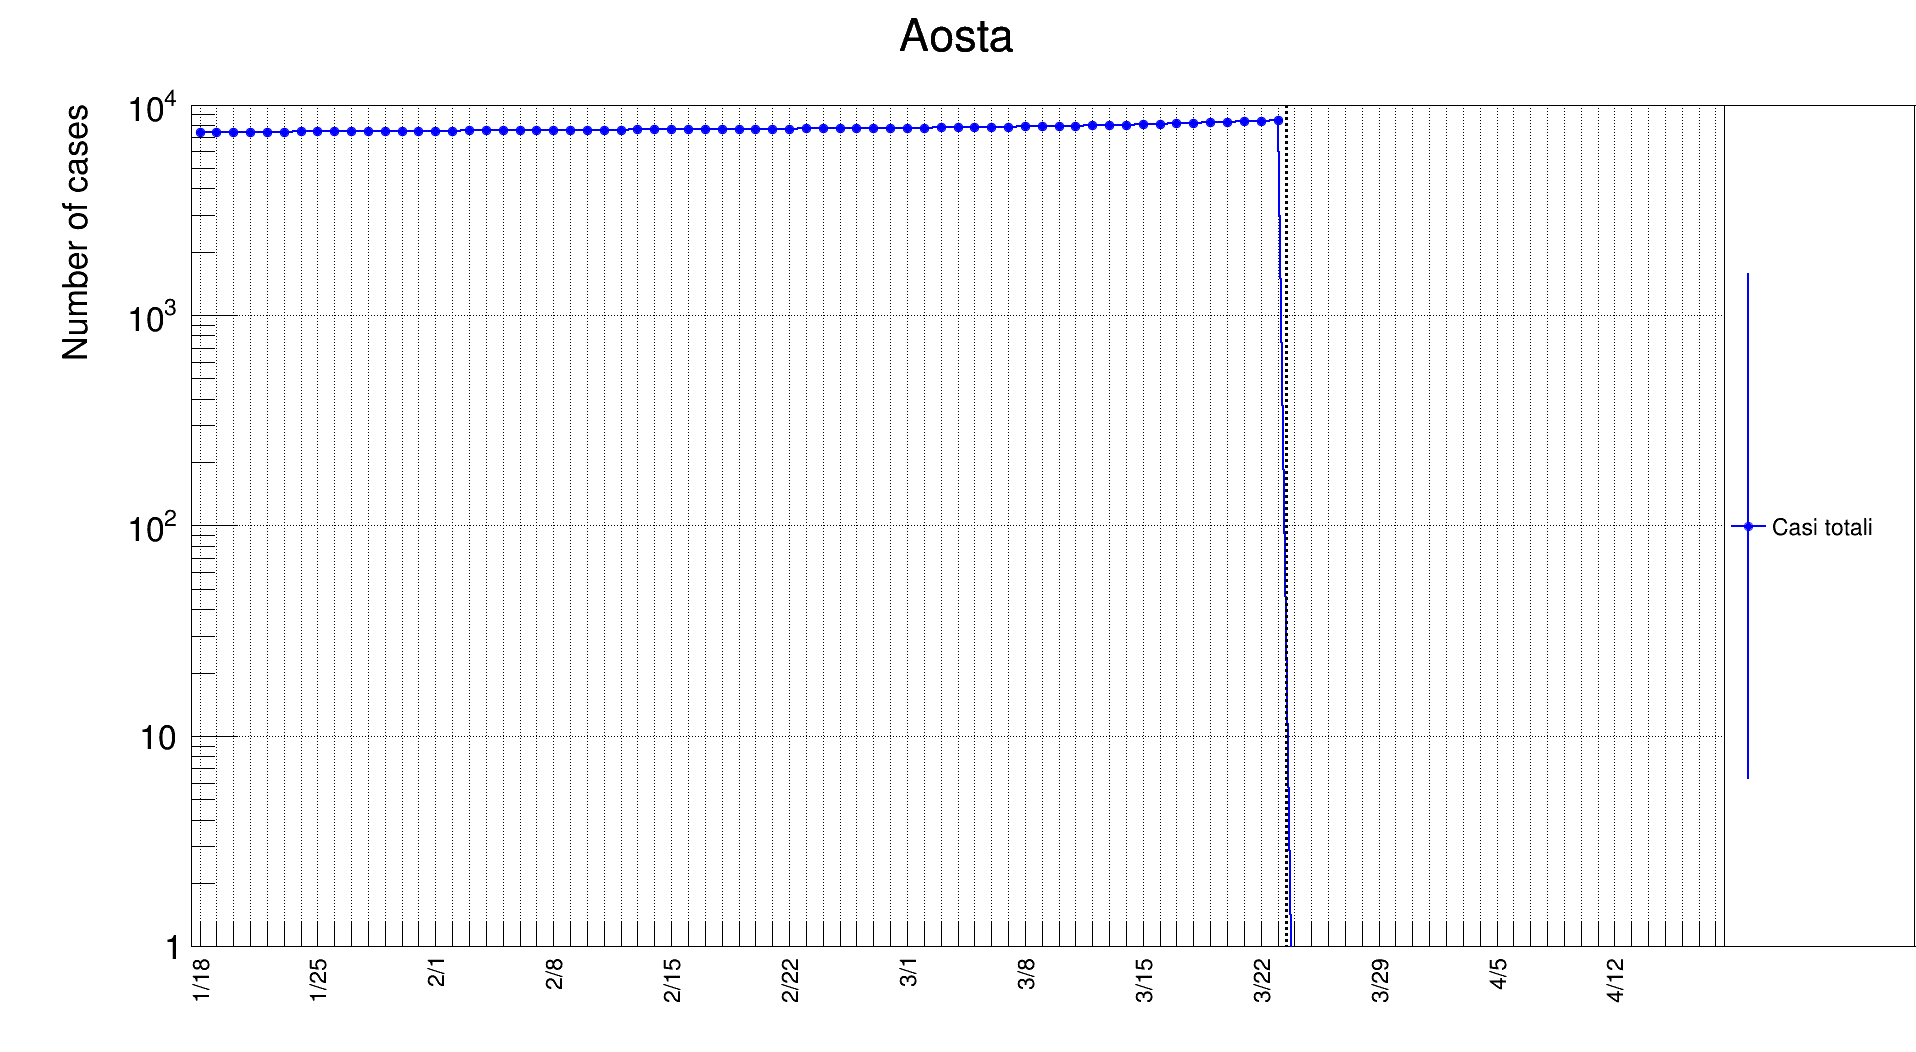 Aosta
Number of cases
10^4
10^3
10^2
10
1
1/18 1/25 2/1 2/8 2/15 2/22 3/1 3/8 3/15 3/22 3/29 4/5 4/12
Casi totali